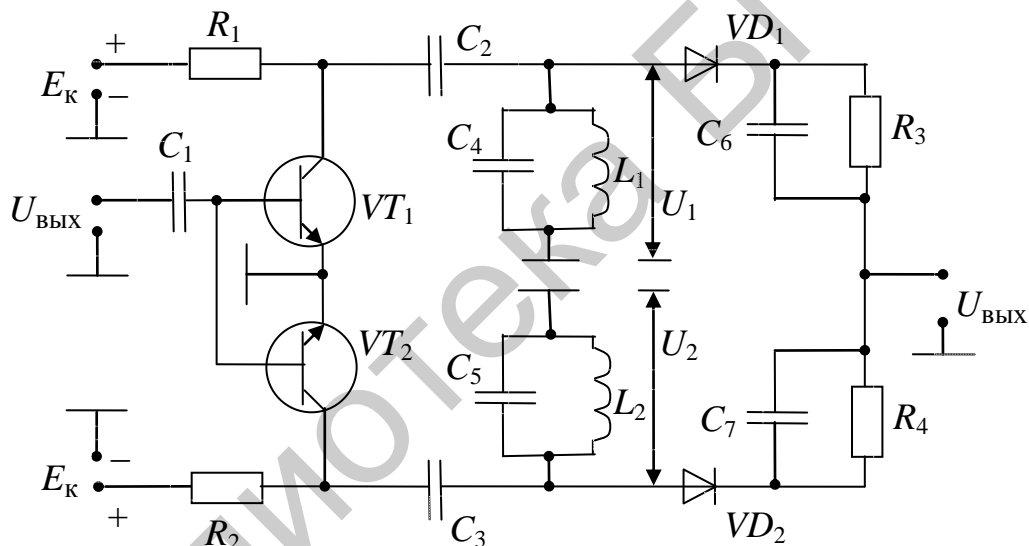 R₁
C₂
VD₁
+
Eк
−
C₁
C₄
L₁
U₁
C₆
R₃
Uвых
VT₁
VT₂
C₅
L₂
U₂
C₇
R₄
Uвых
−
Eк
+
R₂
C₃
VD₂
лиотека Б